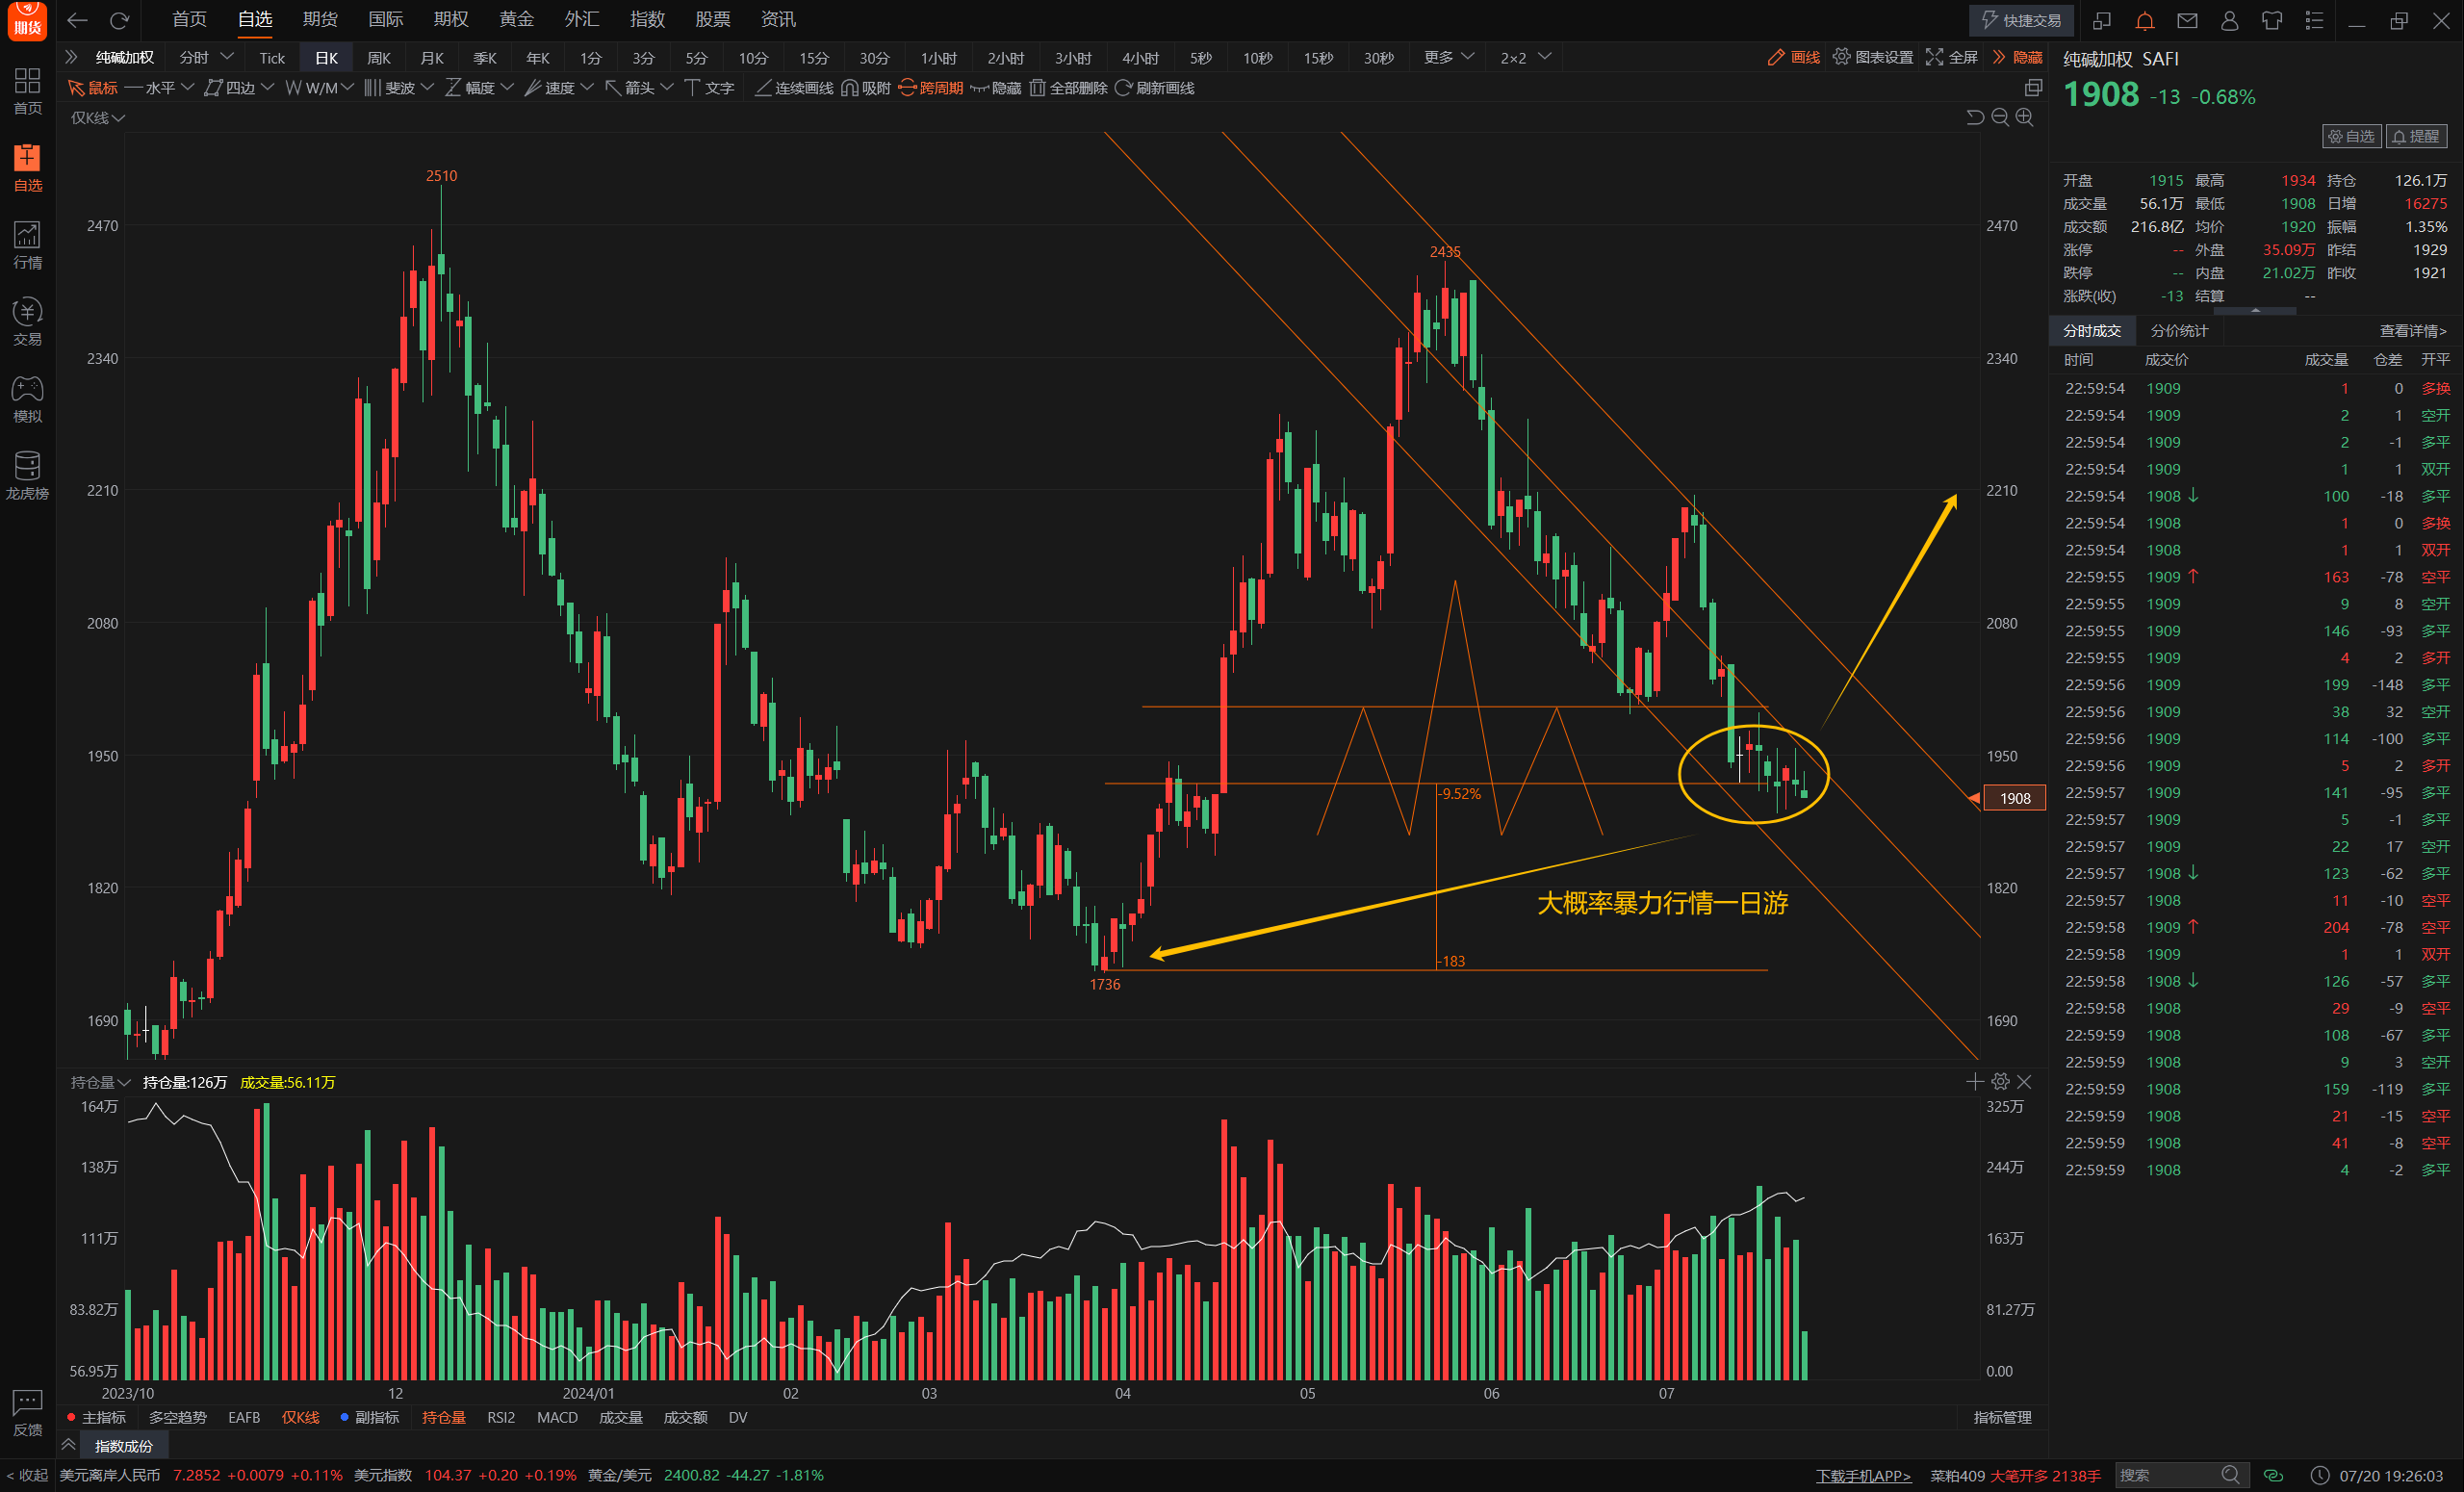 期货 首页 自选 期货 国际 期权 黄金 外汇 指数 股票 资讯 快捷交易
纯碱加权 分时 Tick 日K 周K 月K 季K 年K 1分 3分 5分 10分 15分 30分 1小时 2小时 3小时 4小时 5秒 10秒 15秒 30秒 更多 2×2 画线 图表设置 全屏 隐藏
鼠标 水平 四边 W/M 斐波 幅度 速度 箭头 文字 连续画线 吸附 跨周期 隐藏 全部删除 刷新画线
首页
自选
行情
交易
模拟
龙虎榜
反馈
仅K线
2510
2435
2470 2470
2340 2340
2210 2210
2080 2080
1950 1950
1908
-9.52%
1820 1820
大概率暴力行情一日游
-183
1736
1690 1690
持仓量 持仓量:126万 成交量:56.11万
164万 325万
138万 244万
111万 163万
83.82万 81.27万
56.95万 0.00
2023/10 12 2024/01 02 03 04 05 06 07
主指标 多空趋势 EAFB 仅K线 副指标 持仓量 RSI2 MACD 成交量 成交额 DV 指标管理
指数成份
纯碱加权 SAFI
1908 -13 -0.68%
自选 提醒
开盘 1915 最高 1934 持仓 126.1万
成交量 56.1万 最低 1908 日增 16275
成交额 216.8亿 均价 1920 振幅 1.35%
涨停 -- 外盘 35.09万 昨结 1929
跌停 -- 内盘 21.02万 昨收 1921
涨跌(收) -13 结算 --
分时成交 分价统计 查看详情>
时间 成交价 成交量 仓差 开平
22:59:54 1909 1 0 多换
22:59:54 1909 2 1 空开
22:59:54 1909 2 -1 多平
22:59:54 1909 1 1 双开
22:59:54 1908 ↓ 100 -18 多平
22:59:54 1908 1 0 多换
22:59:54 1908 1 1 双开
22:59:55 1909 ↑ 163 -78 空平
22:59:55 1909 9 8 空开
22:59:55 1909 146 -93 多平
22:59:55 1909 4 2 多开
22:59:56 1909 199 -148 多平
22:59:56 1909 38 32 空开
22:59:56 1909 114 -100 多平
22:59:56 1909 5 2 多开
22:59:57 1909 141 -95 多平
22:59:57 1909 5 -1 多平
22:59:57 1909 22 17 空开
22:59:57 1908 ↓ 123 -62 多平
22:59:57 1908 11 -10 空平
22:59:58 1909 ↑ 204 -78 空平
22:59:58 1909 1 1 双开
22:59:58 1908 ↓ 126 -57 多平
22:59:58 1908 29 -9 空平
22:59:59 1908 108 -67 多平
22:59:59 1908 9 3 空开
22:59:59 1908 159 -119 多平
22:59:59 1908 21 -15 空平
22:59:59 1908 41 -8 空平
22:59:59 1908 4 -2 多平
< 收起 美元离岸人民币 7.2852 +0.0079 +0.11% 美元指数 104.37 +0.20 +0.19% 黄金/美元 2400.82 -44.27 -1.81% 下载手机APP> 菜粕409 大笔开多 2138手 搜索 07/20 19:26:03